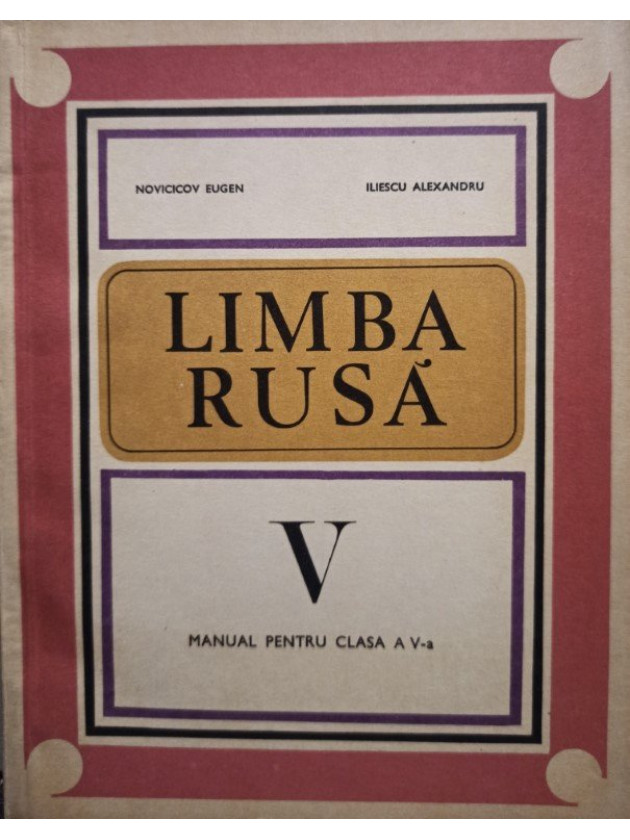 NOVICICOV EUGEN ILIESCU ALEXANDRU
LIMBA
RUSĂ
V
MANUAL PENTRU CLASA A V-a